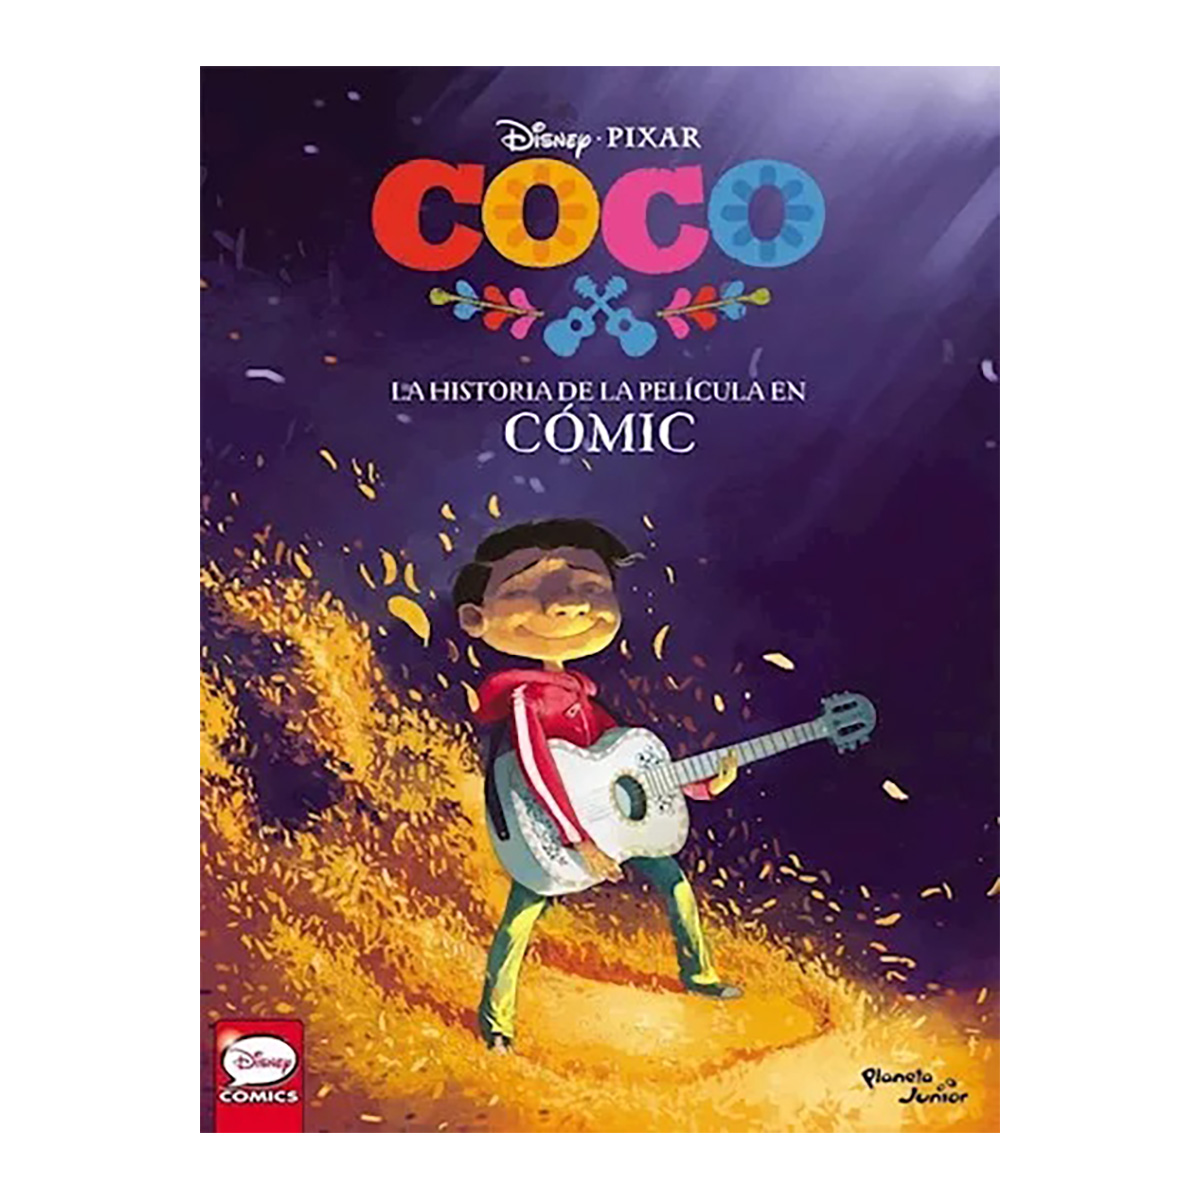 Disney · PIXAR
COCO
LA HISTORIA DE LA PELÍCULA EN
CÓMIC
Disney
COMICS
Planeta
Junior